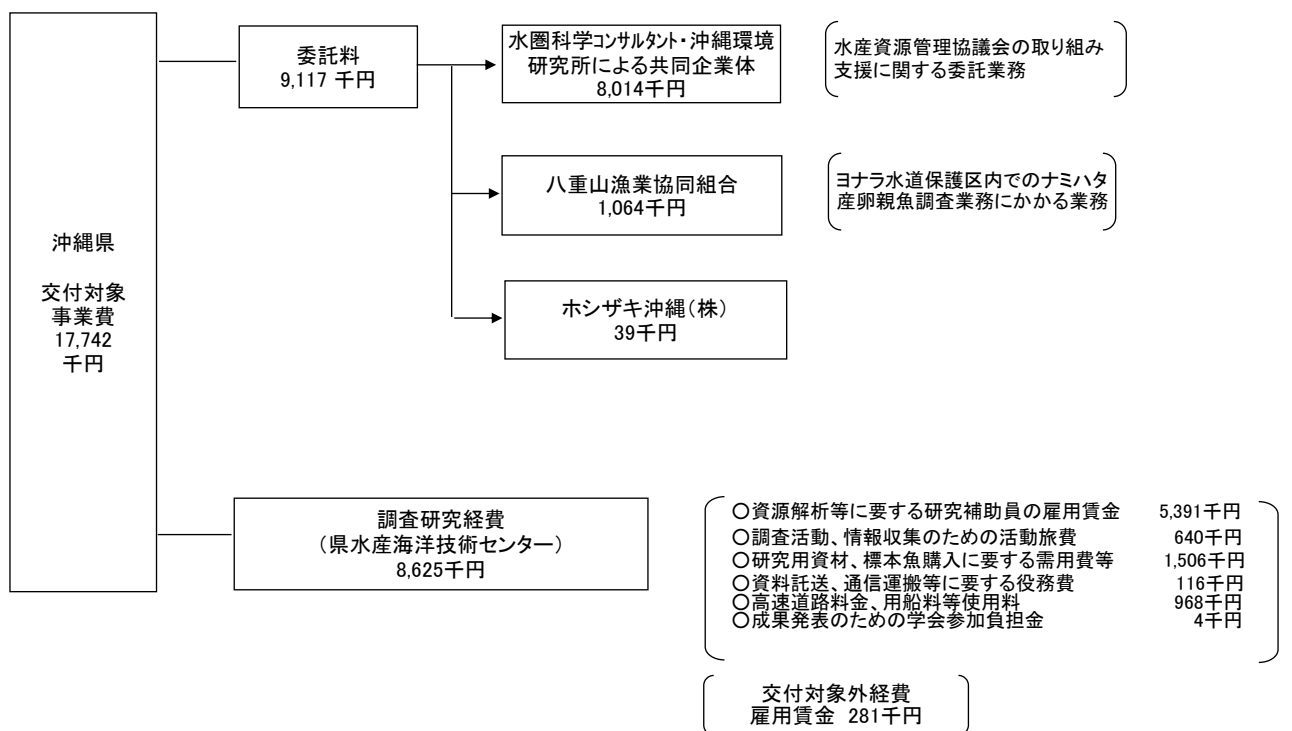 沖縄県
交付対象
事業費
17,742
千円
委託料
9,117 千円
水圏科学コンサルタント・沖縄環境
研究所による共同企業体
8,014千円
水産資源管理協議会の取り組み
支援に関する委託業務
八重山漁業協同組合
1,064千円
ヨナラ水道保護区内でのナミハタ
産卵親魚調査業務にかかる業務
ホシザキ沖縄(株)
39千円
調査研究経費
(県水産海洋技術センター)
8,625千円
〇資源解析等に要する研究補助員の雇用賃金 5,391千円
〇調査活動、情報収集のための活動旅費 640千円
〇研究用資材、標本魚購入に要する需用費等 1,506千円
〇資料託送、通信運搬等に要する役務費 116千円
〇高速道路料金、用船料等使用料 968千円
〇成果発表のための学会参加負担金 4千円
交付対象外経費
雇用賃金 281千円